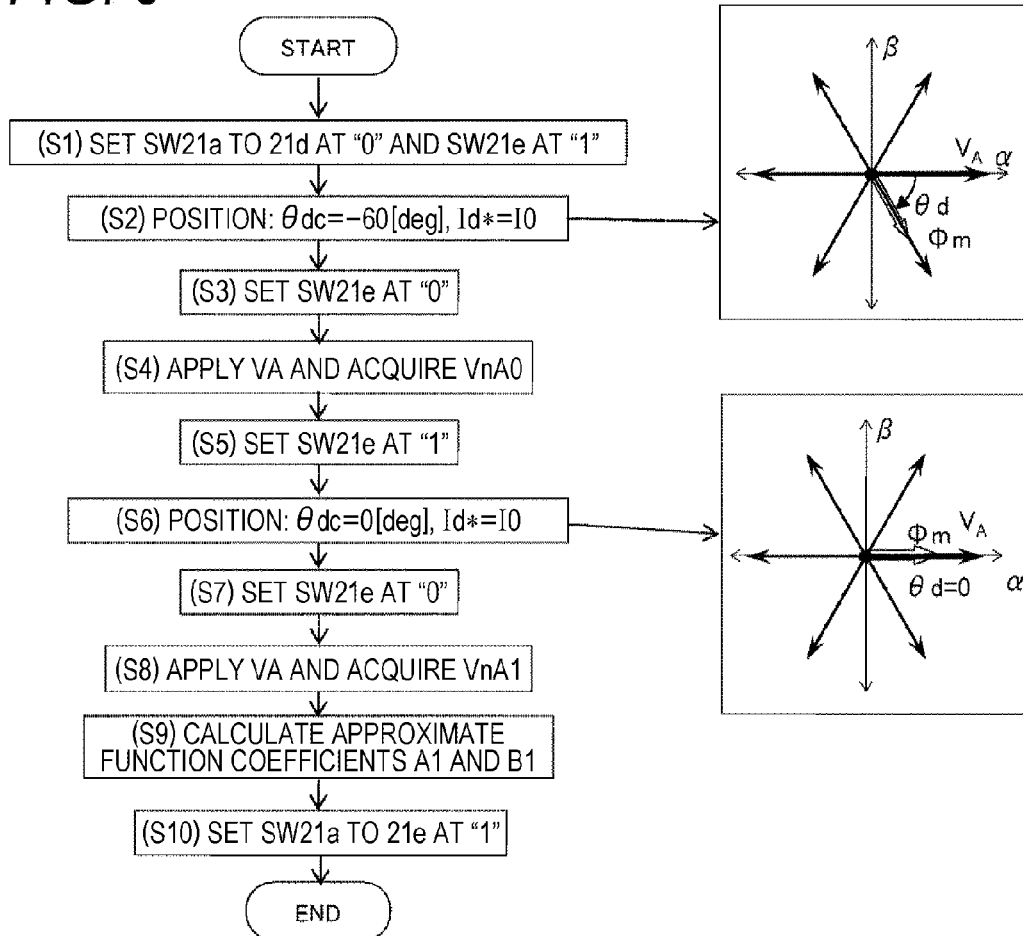 START
(S1) SET SW21a TO 21d AT “0” AND SW21e AT “1”
(S2) POSITION: θdc=−60[deg], Id*=I0
(S3) SET SW21e AT “0”
(S4) APPLY VA AND ACQUIRE VnA0
(S5) SET SW21e AT “1”
(S6) POSITION: θdc=0[deg], Id*=I0
(S7) SET SW21e AT “0”
(S8) APPLY VA AND ACQUIRE VnA1
(S9) CALCULATE APPROXIMATE
FUNCTION COEFFICIENTS A1 AND B1
(S10) SET SW21a TO 21e AT “1”
END
β
VA α
θd
Φm
β
Φm VA
θd=0
α